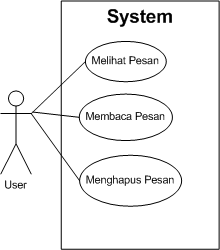 System
Melihat Pesan
Membaca Pesan
Menghapus Pesan
User